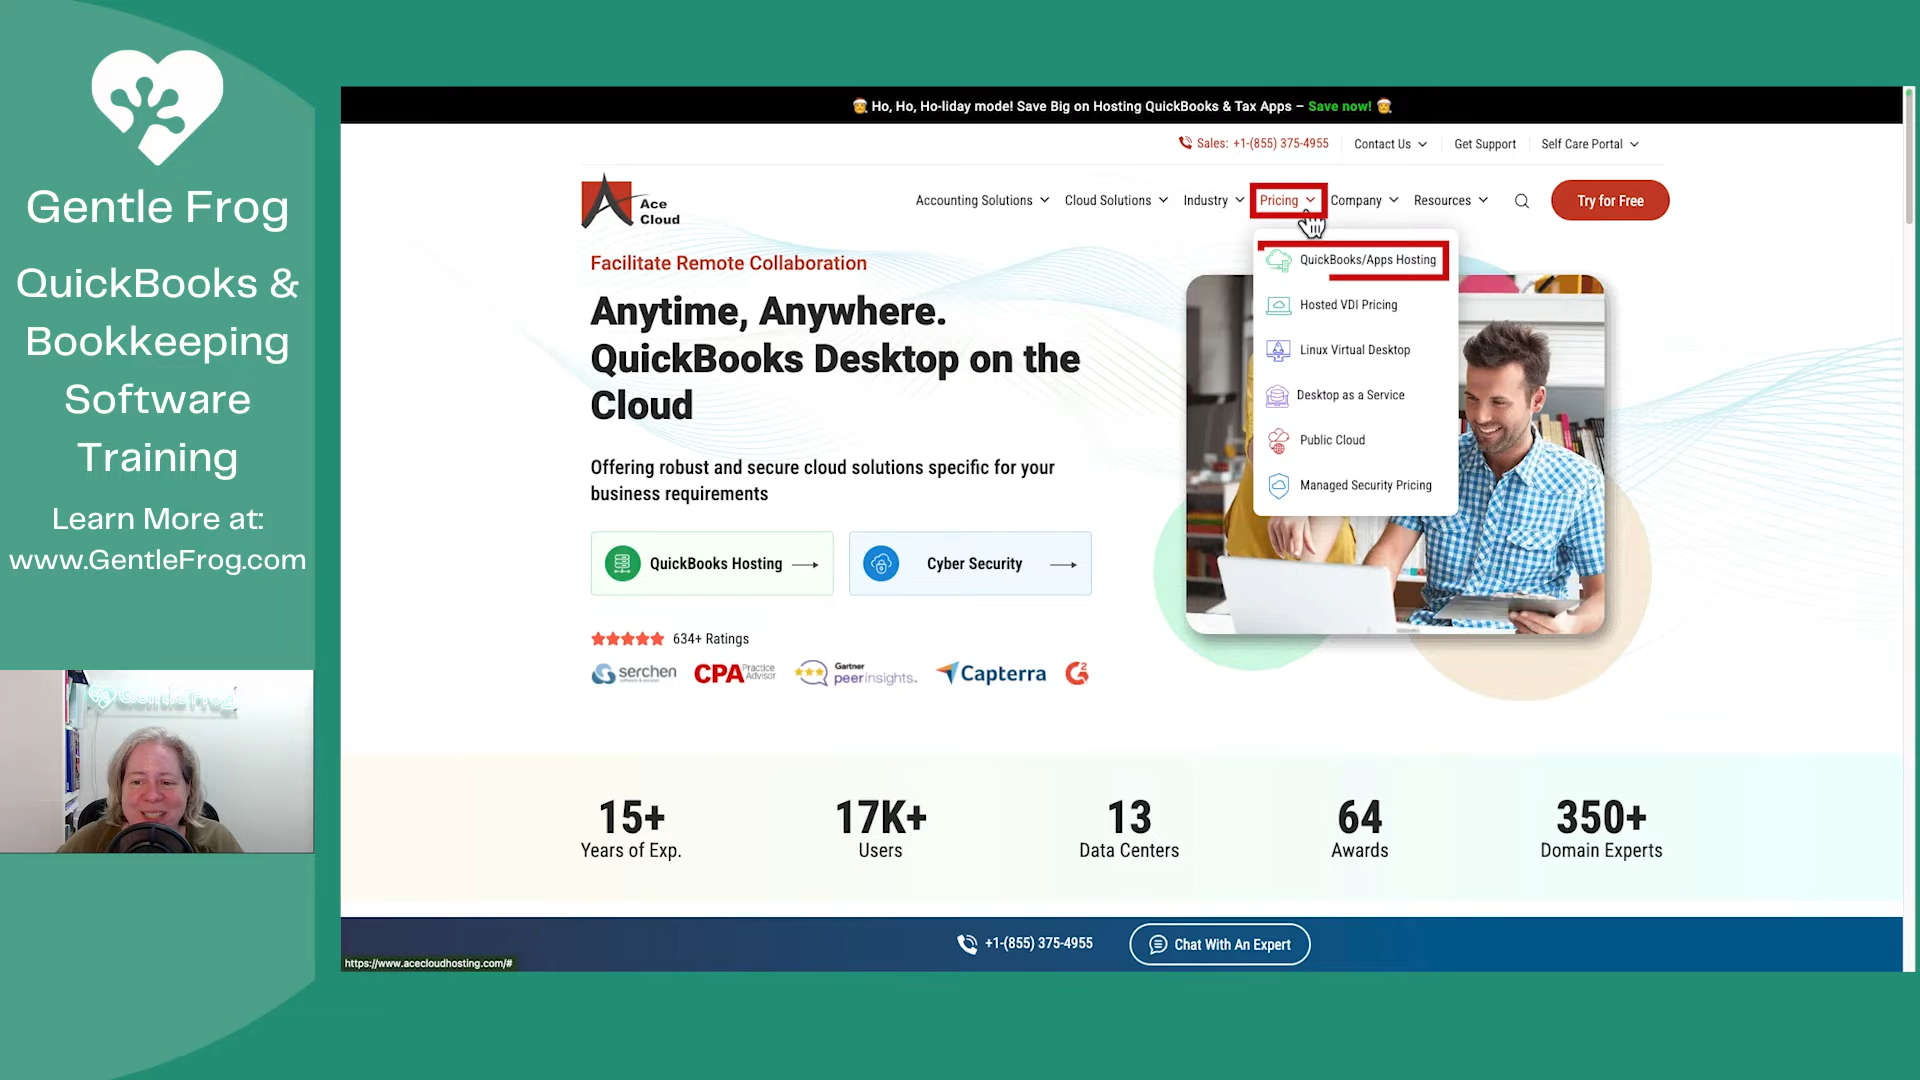 Gentle Frog
QuickBooks &
Bookkeeping
Software
Training
Learn More at:
www.GentleFrog.com
Gentle Frog
Ho, Ho, Ho-liday mode! Save Big on Hosting QuickBooks & Tax Apps – Save now!
Sales: +1-(855) 375-4955
Contact Us
Get Support
Self Care Portal
Ace
Cloud
Accounting Solutions
Cloud Solutions
Industry
Pricing
Company
Resources
Try for Free
QuickBooks/Apps Hosting
Hosted VDI Pricing
Linux Virtual Desktop
Desktop as a Service
Public Cloud
Managed Security Pricing
Facilitate Remote Collaboration
Anytime, Anywhere.
QuickBooks Desktop on the
Cloud
Offering robust and secure cloud solutions specific for your
business requirements
QuickBooks Hosting
Cyber Security
634+ Ratings
serchen
CPA Practice Advisor
Gartner
peerinsights.
Capterra
G2
15+
Years of Exp.
17K+
Users
13
Data Centers
64
Awards
350+
Domain Experts
+1-(855) 375-4955
Chat With An Expert
https://www.acecloudhosting.com/#